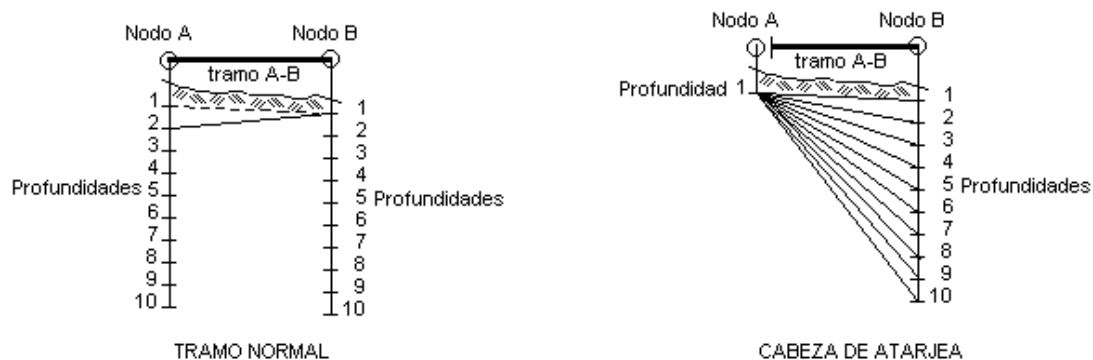 Nodo A
Nodo B
tramo A-B
1
2
3
4
5
6
7
8
9
10
Profundidades
1
2
3
4
5
6
7
8
9
10
Profundidades
TRAMO NORMAL
Nodo A
Nodo B
tramo A-B
Profundidad 1
1
2
3
4
5
6
7
8
9
10
Profundidades
CABEZA DE ATARJEA